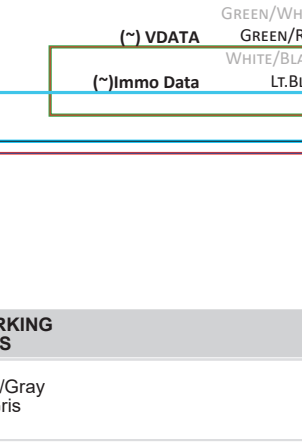 GREEN/WH
(~) VDATA GREEN/R
WHITE/BLA
(~)Immo Data LT.BL
RKING
S
/Gray
ris